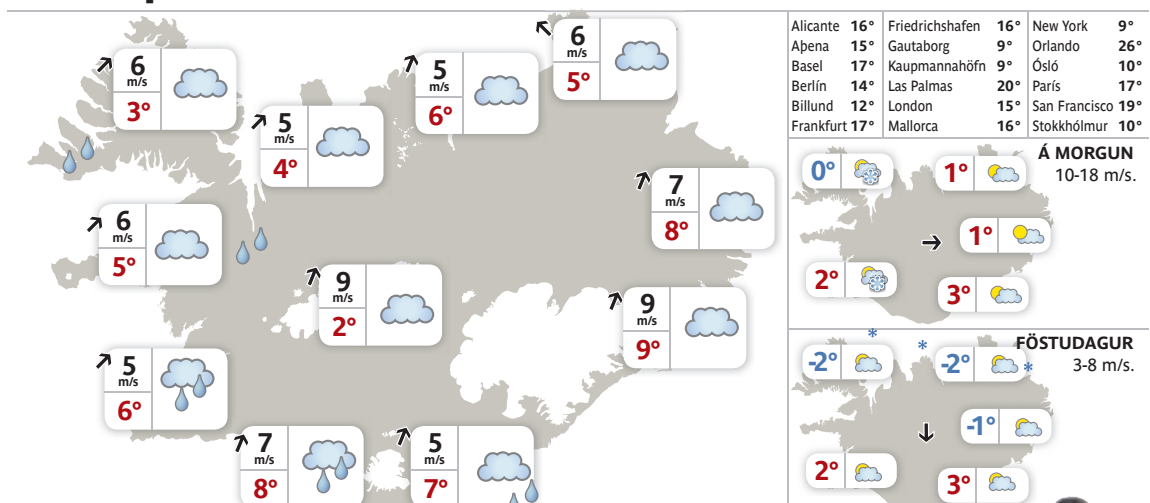 6
m/s
5°
6
m/s
3°
5
m/s
6°
5
m/s
4°
7
m/s
8°
6
m/s
5°
9
m/s
2°
9
m/s
9°
5
m/s
6°
7
m/s
8°
5
m/s
7°
Alicante 16° Friedrichshafen 16° New York 9°
Aþena 15° Gautaborg 9° Orlando 26°
Basel 17° Kaupmannahöfn 9° Ósló 10°
Berlín 14° Las Palmas 20° París 17°
Billund 12° London 15° San Francisco 19°
Frankfurt 17° Mallorca 16° Stokkhólmur 10°
Á MORGUN
10-18 m/s.
0° 1°
1°
2° 3°
FÖSTUDAGUR
3-8 m/s.
-2° -2°
-1°
2° 3°